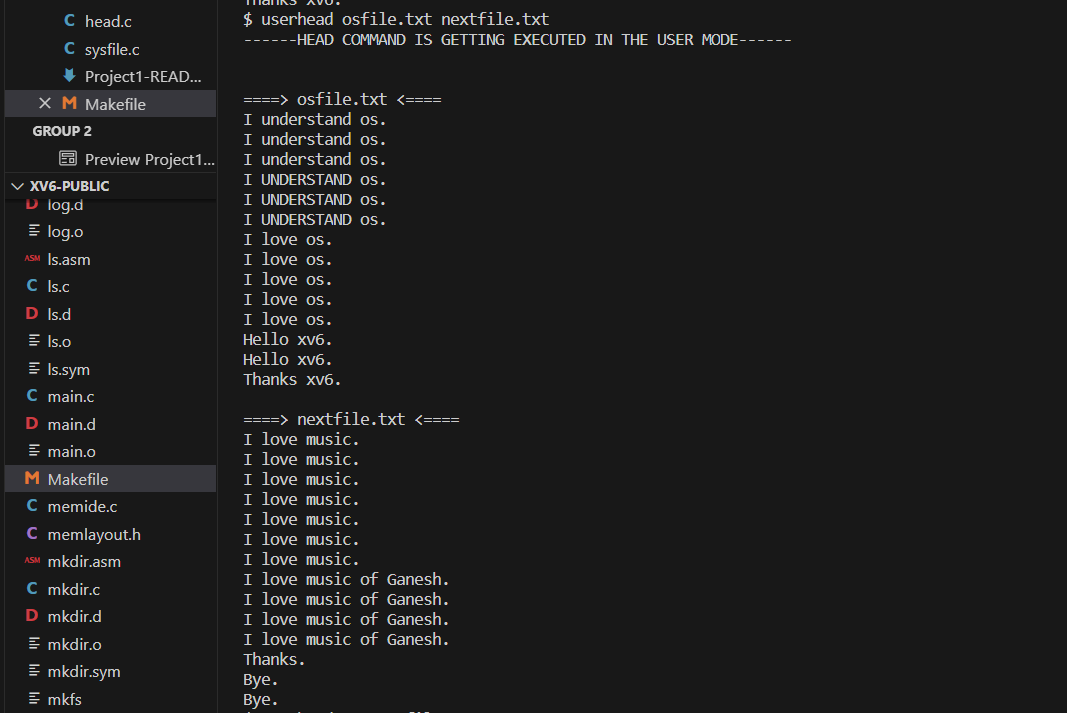 head.c
sysfile.c
Project1-READ...
Makefile
GROUP 2
Preview Project1...
XV6-PUBLIC
log.d
log.o
ls.asm
ls.c
ls.d
ls.o
ls.sym
main.c
main.d
main.o
Makefile
memide.c
memlayout.h
mkdir.asm
mkdir.c
mkdir.d
mkdir.o
mkdir.sym
mkfs
Thanks xv6.
$ userhead osfile.txt nextfile.txt
------HEAD COMMAND IS GETTING EXECUTED IN THE USER MODE------
====> osfile.txt <====
I understand os.
I understand os.
I understand os.
I UNDERSTAND os.
I UNDERSTAND os.
I UNDERSTAND os.
I love os.
I love os.
I love os.
I love os.
I love os.
Hello xv6.
Hello xv6.
Thanks xv6.
====> nextfile.txt <====
I love music.
I love music.
I love music.
I love music.
I love music.
I love music.
I love music.
I love music of Ganesh.
I love music of Ganesh.
I love music of Ganesh.
I love music of Ganesh.
Thanks.
Bye.
Bye.